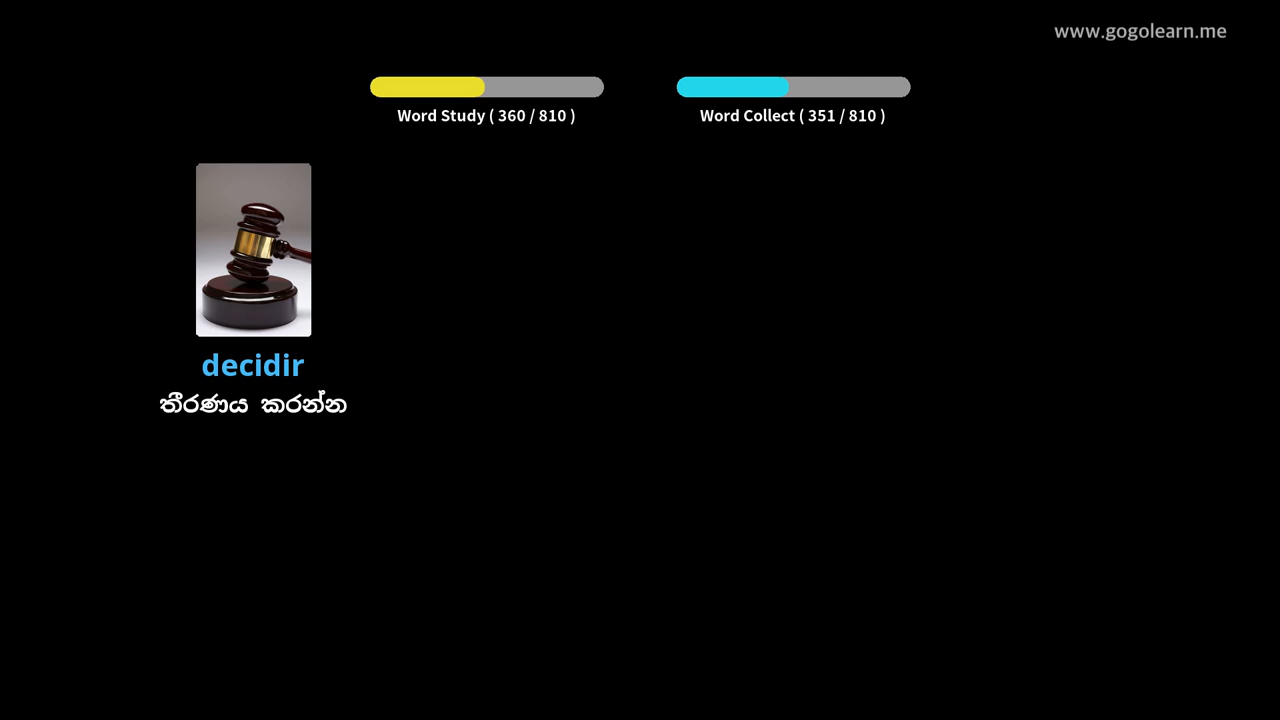 www.gogolearn.me
Word Study ( 360 / 810 )
Word Collect ( 351 / 810 )
decidir
තීරණය කරන්න